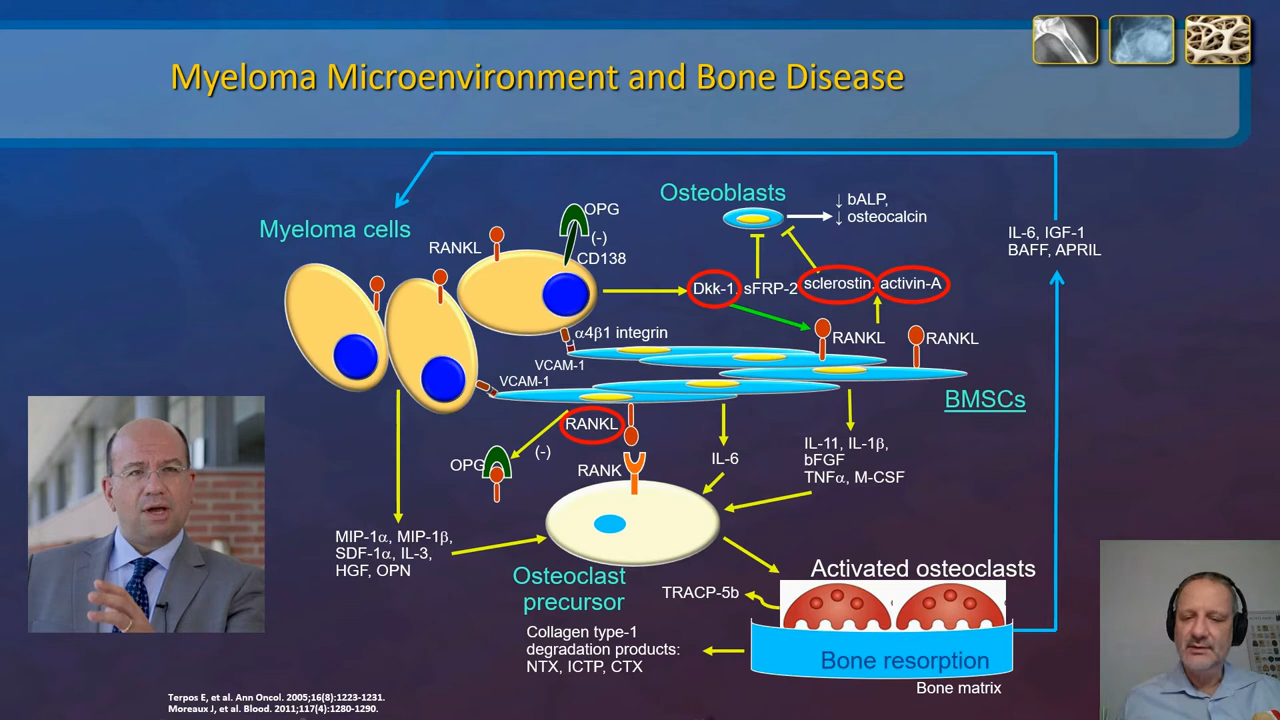 Myeloma Microenvironment and Bone Disease
Osteoblasts
↓ bALP,
↓ osteocalcin
OPG
(-)
CD138
Myeloma cells
RANKL
IL-6, IGF-1
BAFF, APRIL
Dkk-1, sFRP-2
sclerostin, activin-A
α4β1 integrin
RANKL
RANKL
VCAM-1
VCAM-1
BMSCs
RANKL
(-)
OPG
RANK
IL-6
IL-11, IL-1β,
bFGF
TNFα, M-CSF
MIP-1α, MIP-1β,
SDF-1α, IL-3,
HGF, OPN
Osteoclast
precursor
Activated osteoclasts
TRACP-5b
Collagen type-1
degradation products:
NTX, ICTP, CTX
Bone resorption
Bone matrix
Terpos E, et al. Ann Oncol. 2005;16(8):1223-1231.
Moreaux J, et al. Blood. 2011;117(4):1280-1290.